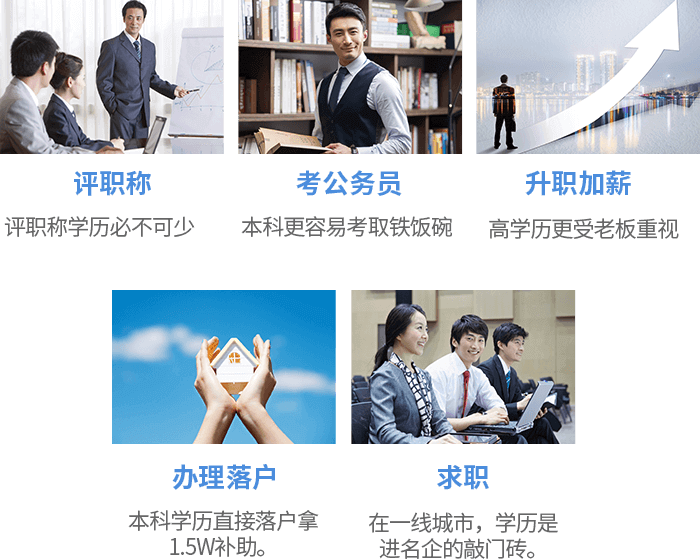 评职称
考公务员
升职加薪
评职称学历必不可少
本科更容易考取铁饭碗
高学历更受老板重视
办理落户
求职
本科学历直接落户拿
1.5W补助。
在一线城市，学历是
进名企的敲门砖。